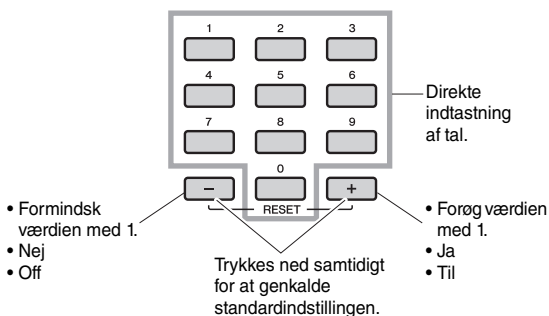 1 2 3
4 5 6
7 8 9
0
– +
RESET
Direkte
indtastning
af tal.
• Formindsk
værdien med 1.
• Nej
• Off
Trykkes ned samtidigt
for at genkalde
standardindstillingen.
• Forøg værdien
med 1.
• Ja
• Til